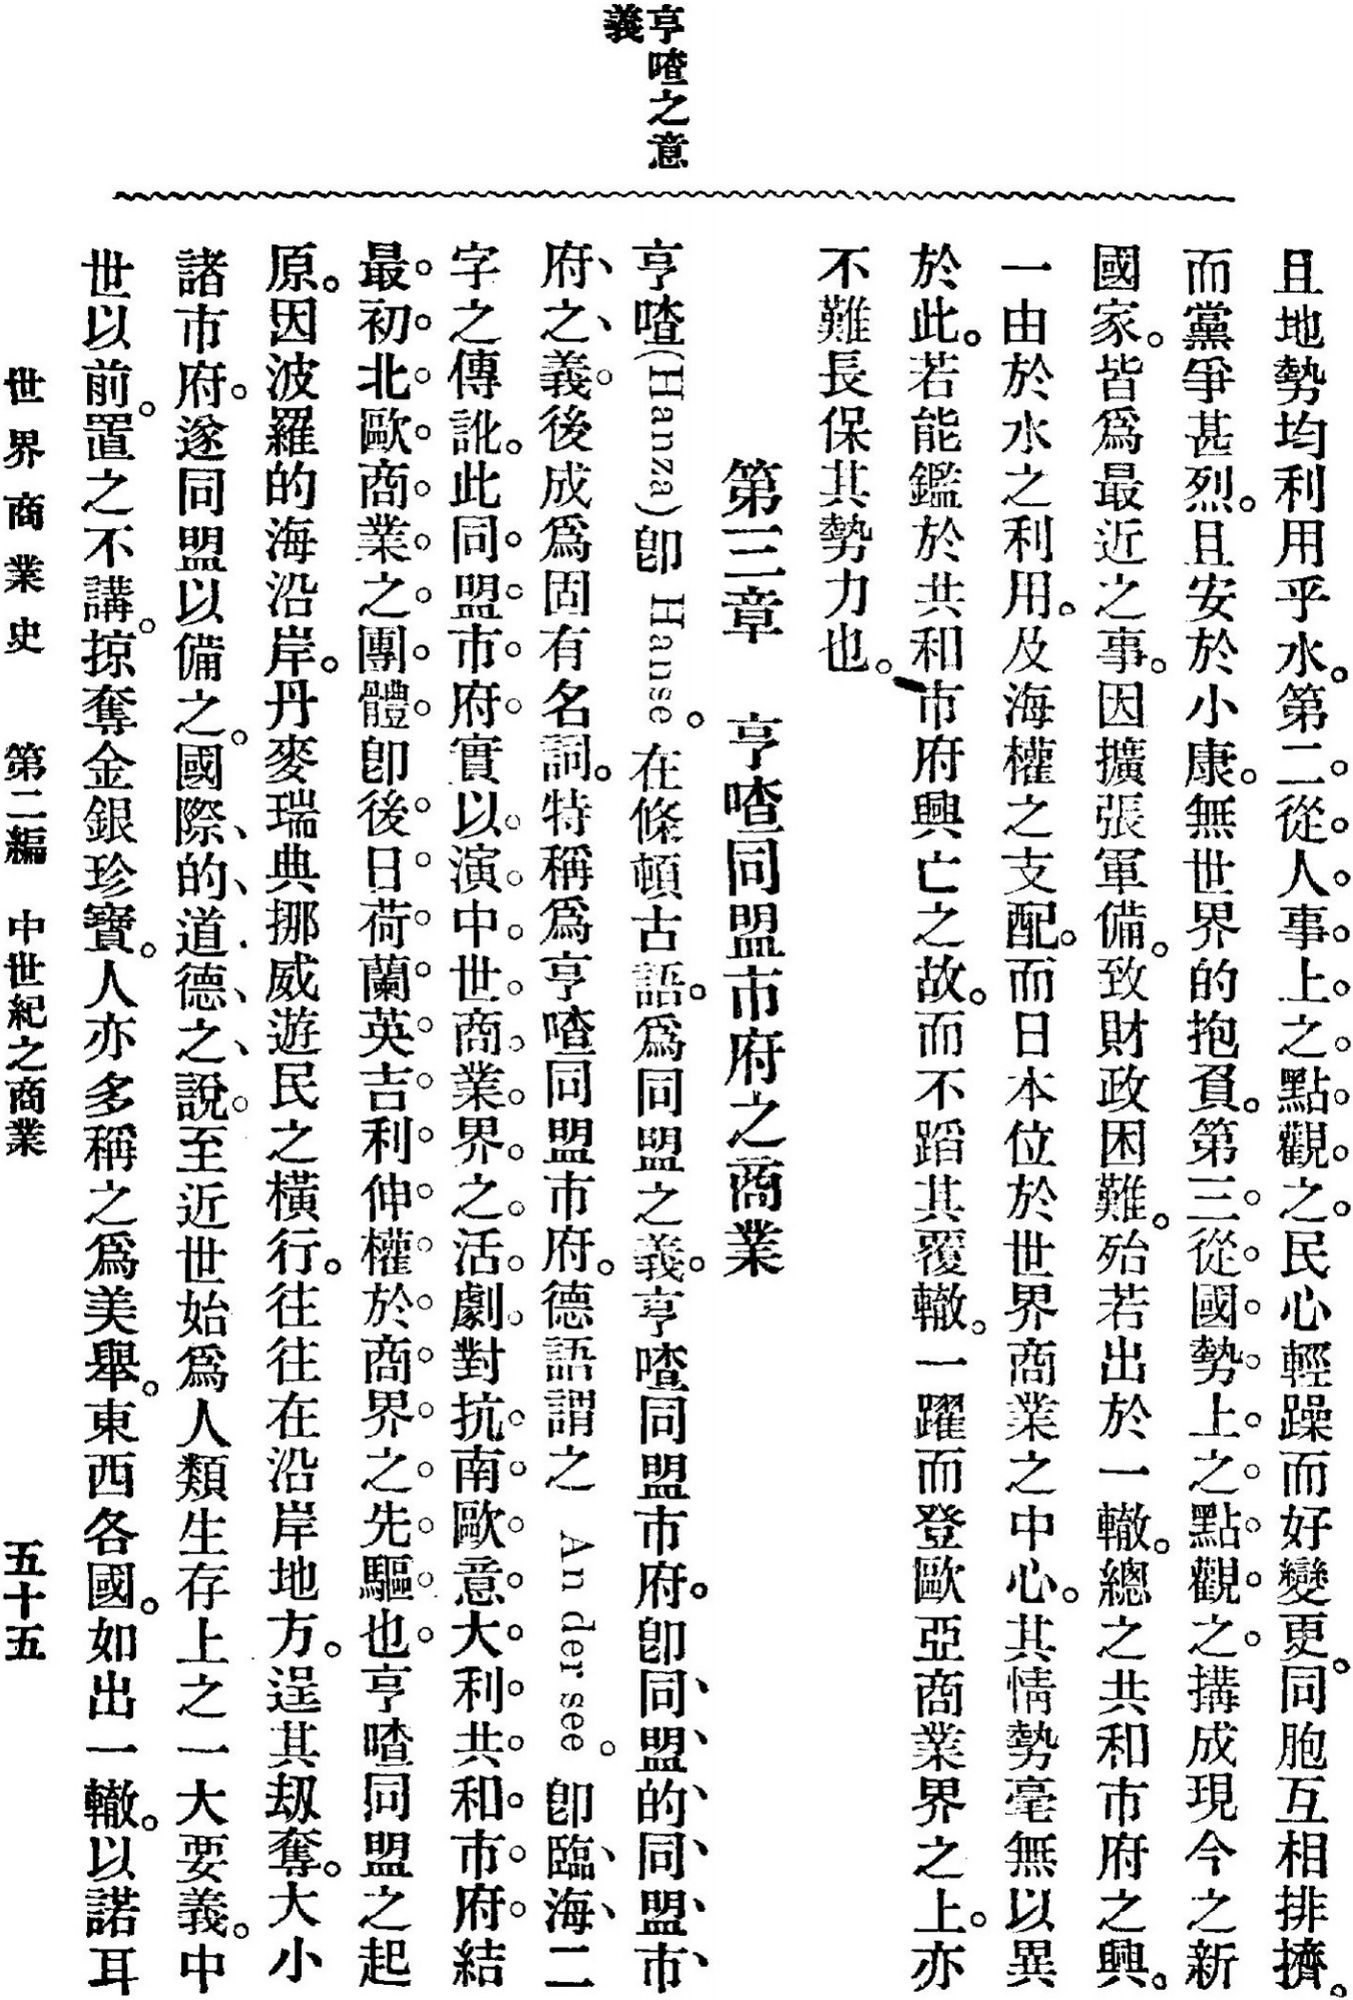 亨喳之意
義
且地勢均利用乎水。第二從人事上之點觀之。民心輕躁而好變更。同胞互相排擠。
而黨爭甚烈。且安於小康。無世界的抱負。第三從國勢上之點觀之。搆成現今之新
國家。皆爲最近之事。因擴張軍備。致財政困難。殆若出於一轍。總之共和市府之興。
一由於水之利用。及海權之支配。而日本位於世界商業之中心。其情勢毫無以異
於此。若能鑑於共和市府興亡之故。而不蹈其覆轍。一躍而登歐亞商業界之上。亦
不難長保其勢力也。
第三章 亨喳同盟市府之商業
亨喳(Hanza)卽 Hanse。在條頓古語。爲同盟之義。亨喳同盟市府。卽同盟的同盟市
府之義。後成爲固有名詞。特稱爲亨喳同盟市府。德語謂之 An der see。卽臨海二
字之傳訛。此同盟市府實以演中世商業界之活劇。對抗南歐意大利共和市府結
最初北歐商業之團體卽後日荷蘭英吉利伸權於商界之先驅也。亨喳同盟之起
原。因波羅的海沿岸。丹麥瑞典挪威遊民之橫行。往往在沿岸地方。逞其刼奪。大小
諸市府。遂同盟以備之。國際的道德之說。至近世始爲人類生存上之一大要義。中
世以前。置之不講。掠奪金銀珍寶。人亦多稱之爲美舉。東西各國。如出一轍。以諾耳
世界商業史 第二編 中世紀之商業 五十五